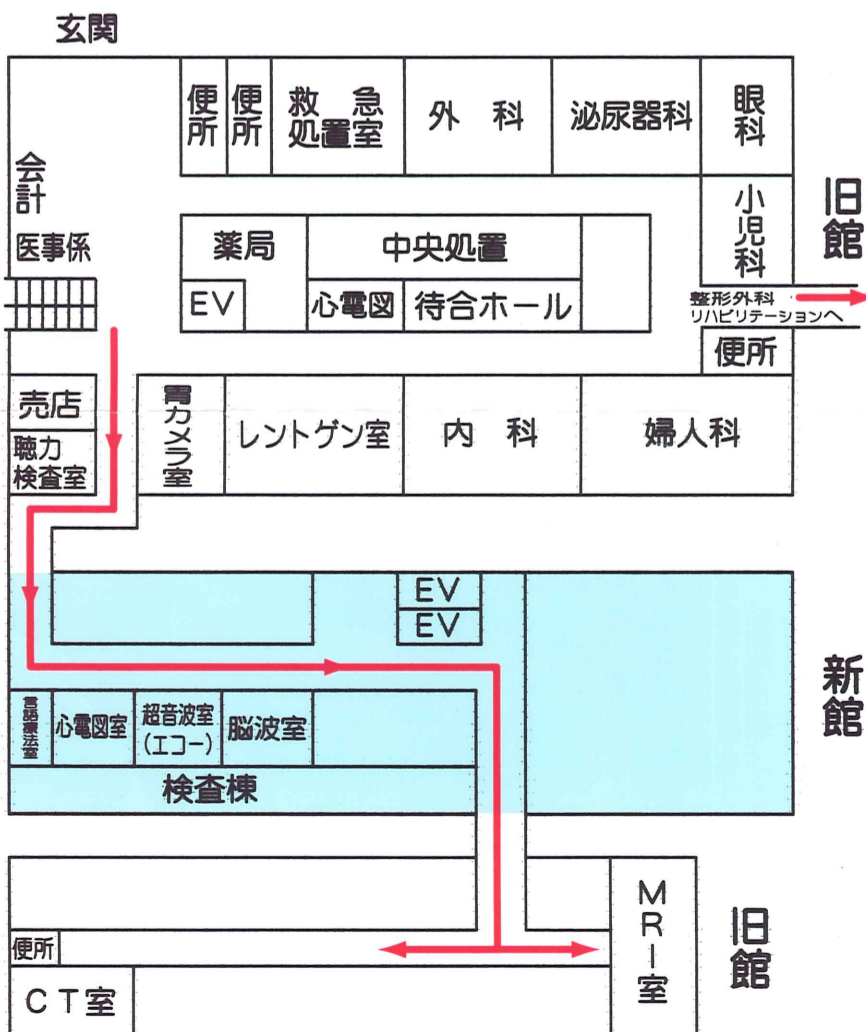 玄関
便所
便所
救急
処置室
外科
泌尿器科
眼科
会計
医事係
薬局
中央処置
小児科
旧館
EV
心電図
待合ホール
整形外科
リハビリテーションへ
便所
売店
聴力
検査室
胃カメラ室
レントゲン室
内科
婦人科
EV
EV
新館
言語療法室
心電図室
超音波室
(エコー)
脳波室
検査棟
MRI室
旧館
便所
CT室